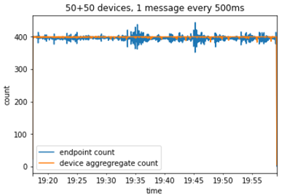 50+50 devices, 1 message every 500ms
400
300
200
100
0
count
endpoint count
device aggregregate count
19:20 19:25 19:30 19:35 19:40 19:45 19:50 19:55
time